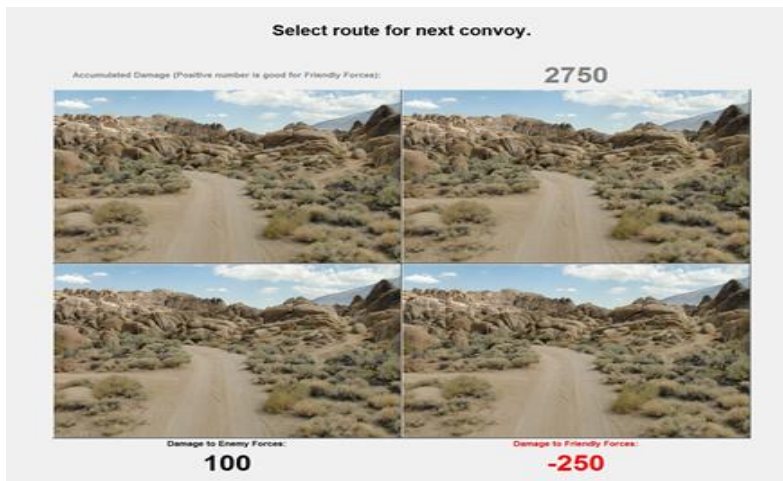 Select route for next convoy.
Accumulated Damage (Positive number is good for Friendly Forces): 2750
Damage to Enemy Forces: Damage to Friendly Forces:
100 -250